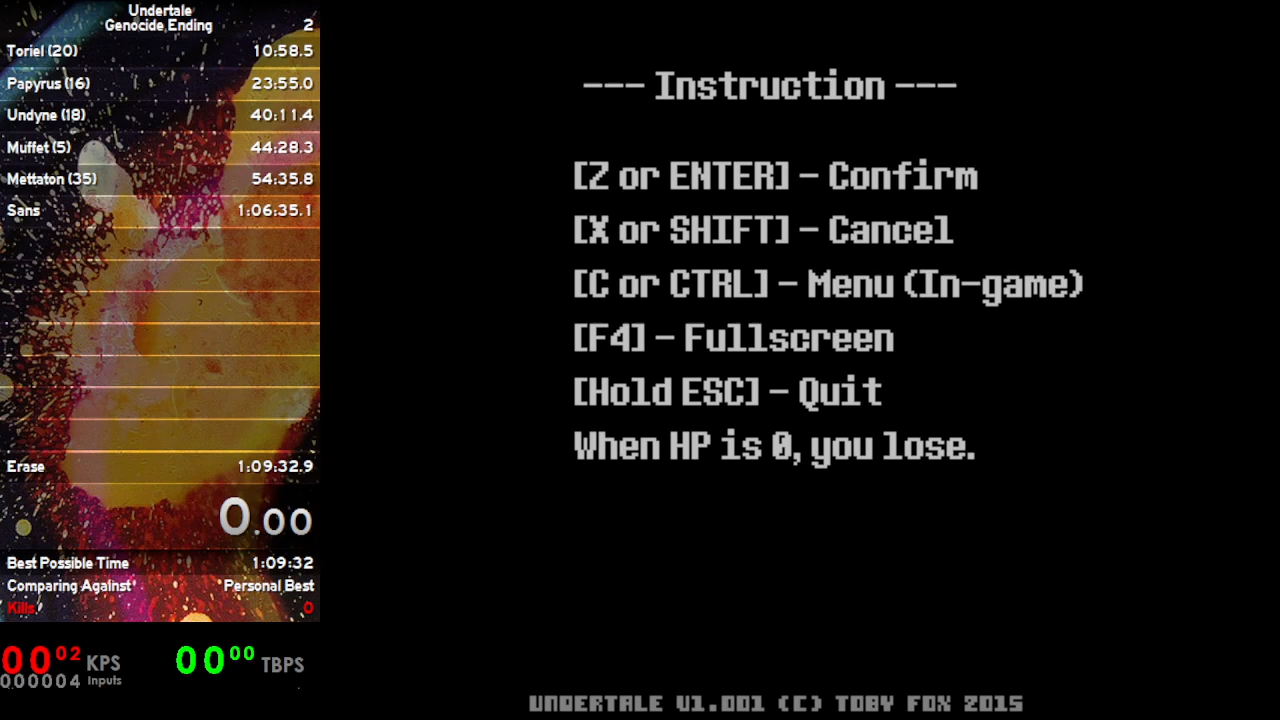 Undertale
Genocide Ending 2
Toriel (20) 10:58.5
Papyrus (16) 23:55.0
Undyne (18) 40:11.4
Muffet (5) 44:28.3
Mettaton (35) 54:35.8
Sans 1:06:35.1
Erase 1:09:32.9
0.00
Best Possible Time 1:09:32
Comparing Against Personal Best
Kills 0
00 02 KPS
000004 Inputs
00 00 TBPS
--- Instruction ---
[Z or ENTER] - Confirm
[X or SHIFT] - Cancel
[C or CTRL] - Menu (In-game)
[F4] - Fullscreen
[Hold ESC] - Quit
When HP is 0, you lose.
UNDERTALE V1.001 (C) TOBY FOX 2015